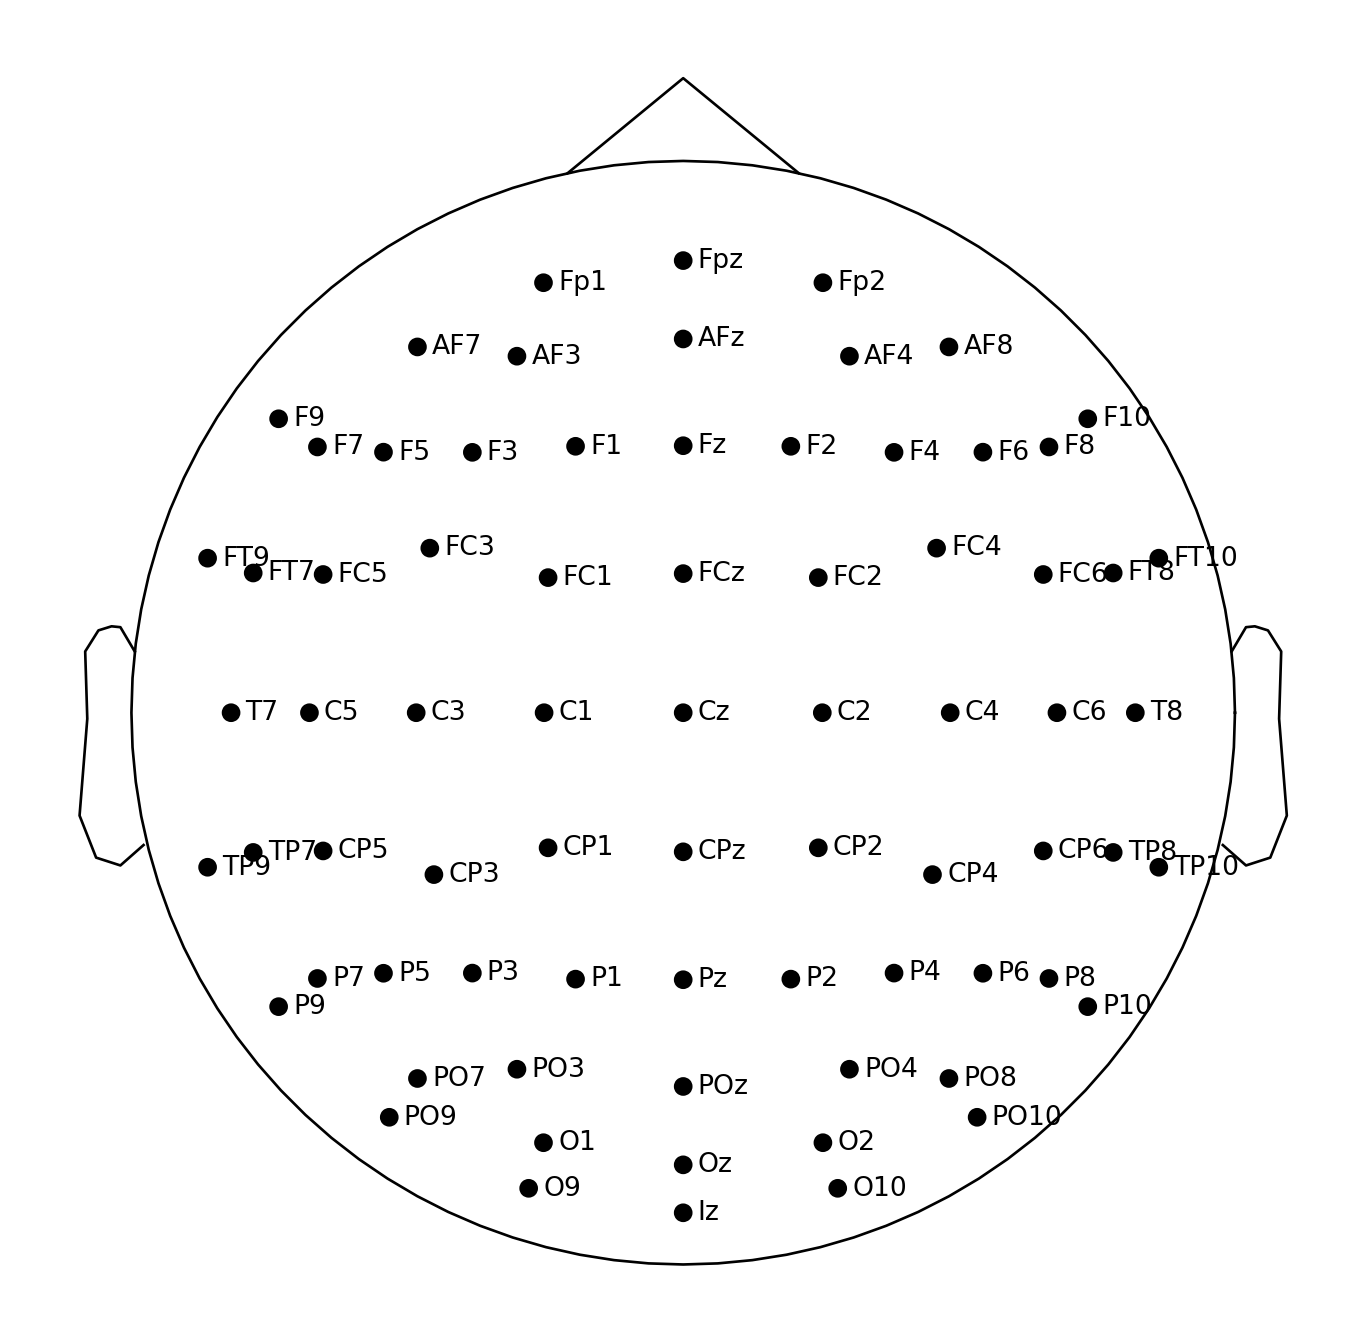 Fpz
Fp1 Fp2
AFz
AF7 AF3 AF4 AF8
F9 F10
F7 F5 F3 F1 Fz F2 F4 F6 F8
FC3 FC4
FT9 FT10
FT7 FC5 FC1 FCz FC2 FC6 FT8
T7 C5 C3 C1 Cz C2 C4 C6 T8
TP7 CP5 CP1 CPz CP2 CP6 TP8
TP9 CP3 CP4 TP10
P7 P5 P3 P1 Pz P2 P4 P6 P8
P9 P10
PO7 PO3 POz PO4 PO8
PO9 PO10
O1 O2
Oz
O9 O10
Iz